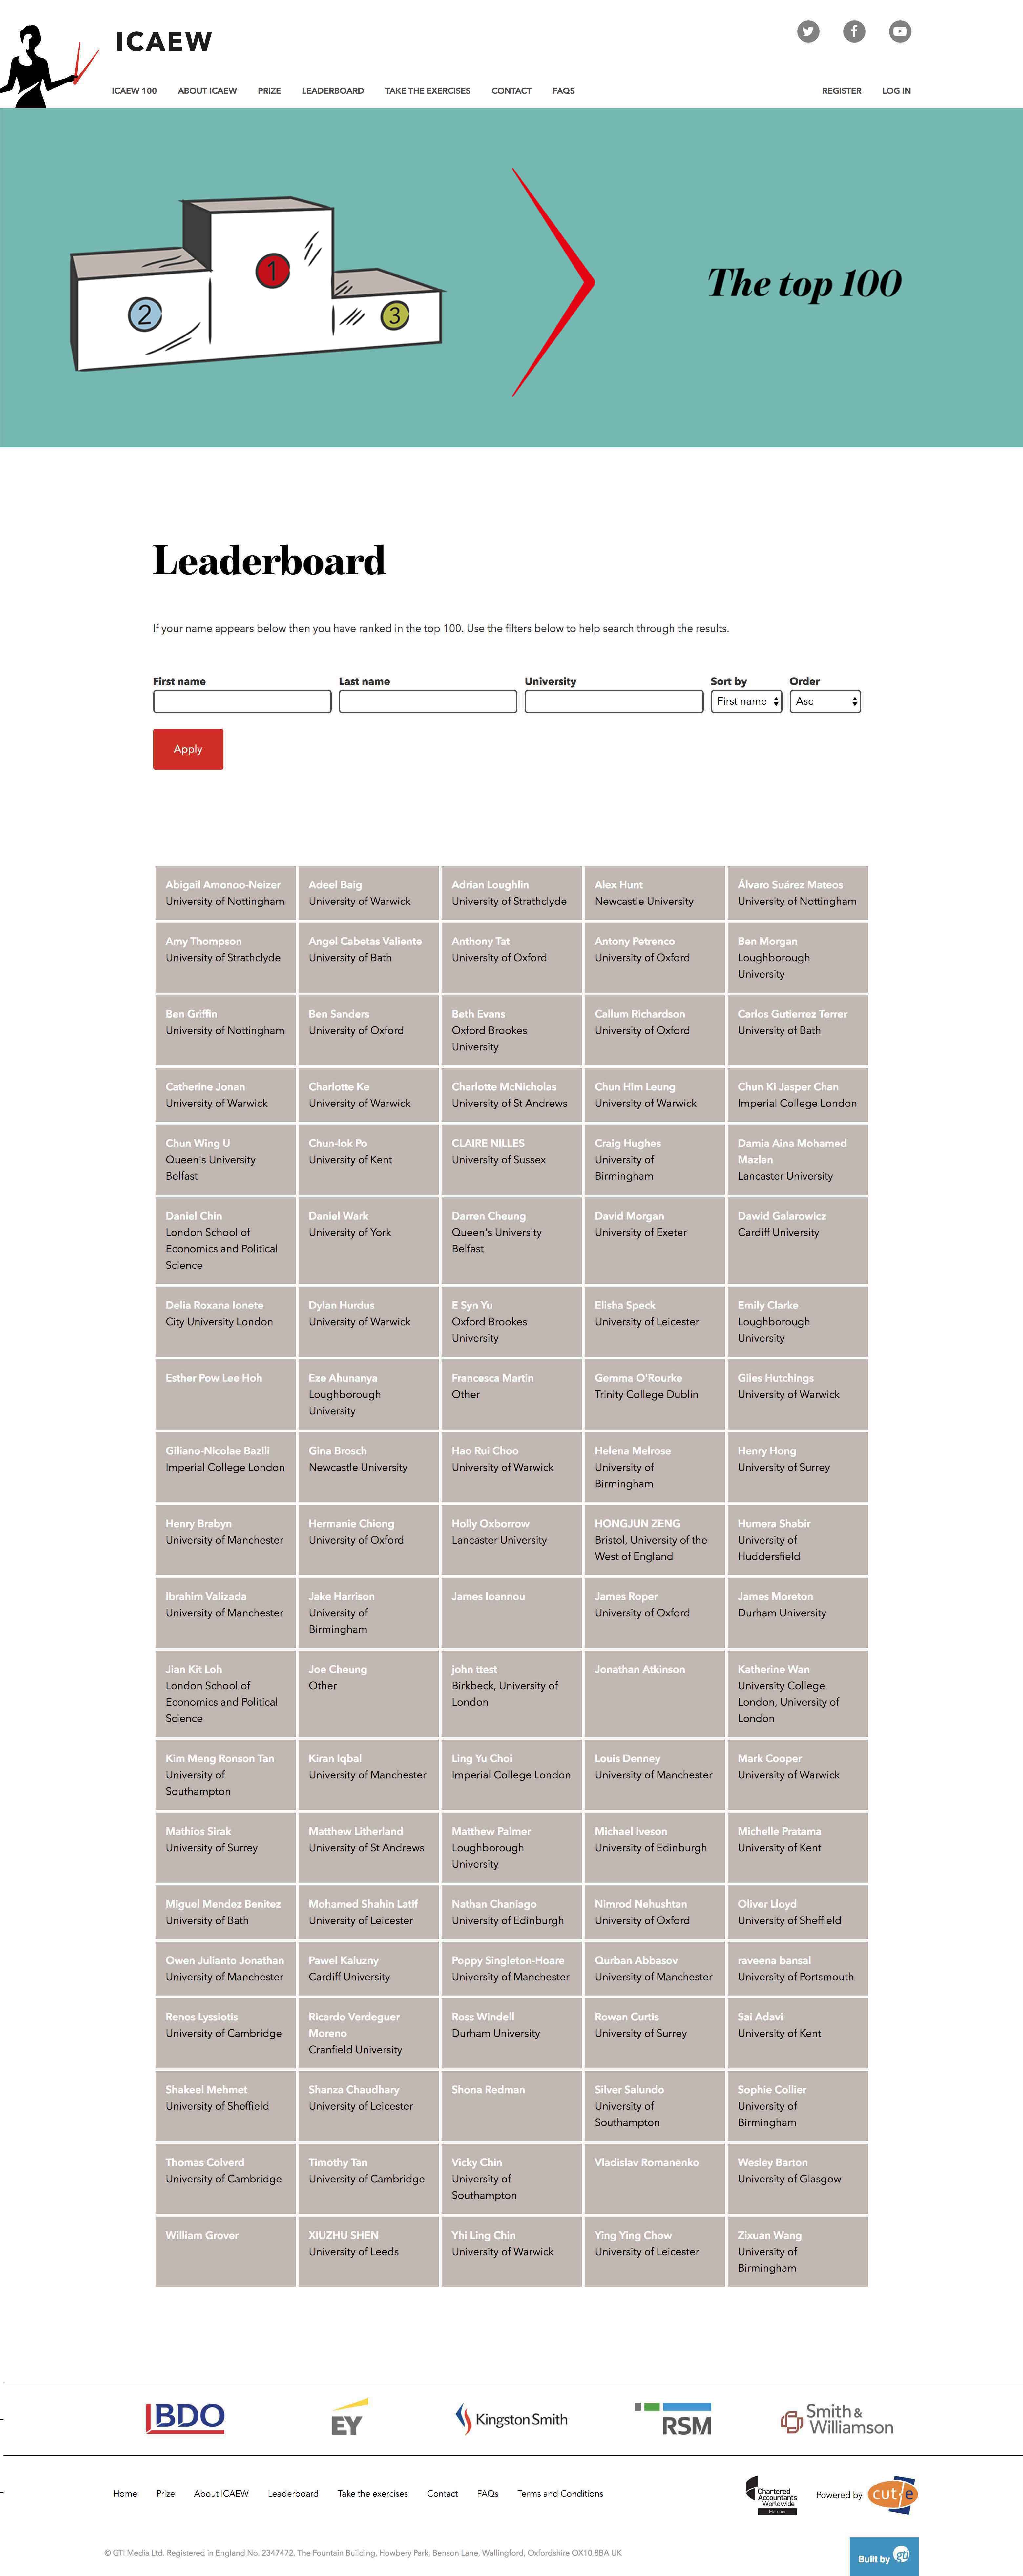 ICAEW
ICAEW 100 ABOUT ICAEW PRIZE LEADERBOARD TAKE THE EXERCISES CONTACT FAQS REGISTER LOG IN
1
2
3
The top 100
Leaderboard
If your name appears below then you have ranked in the top 100. Use the filters below to help search through the results.
First name Last name University Sort by Order
First name Asc
Apply
Abigail Amonoo-Neizer
University of Nottingham
Adeel Baig
University of Warwick
Adrian Loughlin
University of Strathclyde
Alex Hunt
Newcastle University
Álvaro Suárez Mateos
University of Nottingham
Amy Thompson
University of Strathclyde
Angel Cabetas Valiente
University of Bath
Anthony Tat
University of Oxford
Antony Petrenco
University of Oxford
Ben Morgan
Loughborough
University
Ben Griffin
University of Nottingham
Ben Sanders
University of Oxford
Beth Evans
Oxford Brookes
University
Callum Richardson
University of Oxford
Carlos Gutierrez Terrer
University of Bath
Catherine Jonan
University of Warwick
Charlotte Ke
University of Warwick
Charlotte McNicholas
University of St Andrews
Chun Him Leung
University of Warwick
Chun Ki Jasper Chan
Imperial College London
Chun Wing U
Queen's University
Belfast
Chun-lok Po
University of Kent
CLAIRE NILLES
University of Sussex
Craig Hughes
University of
Birmingham
Damia Aina Mohamed
Mazlan
Lancaster University
Daniel Chin
London School of
Economics and Political
Science
Daniel Wark
University of York
Darren Cheung
Queen's University
Belfast
David Morgan
University of Exeter
Dawid Galarowicz
Cardiff University
Delia Roxana Ionete
City University London
Dylan Hurdus
University of Warwick
E Syn Yu
Oxford Brookes
University
Elisha Speck
University of Leicester
Emily Clarke
Loughborough
University
Esther Pow Lee Hoh
Eze Ahunanya
Loughborough
University
Francesca Martin
Other
Gemma O'Rourke
Trinity College Dublin
Giles Hutchings
University of Warwick
Giliano-Nicolae Bazili
Imperial College London
Gina Brosch
Newcastle University
Hao Rui Choo
University of Warwick
Helena Melrose
University of
Birmingham
Henry Hong
University of Surrey
Henry Brabyn
University of Manchester
Hermanie Chiong
University of Oxford
Holly Oxborrow
Lancaster University
HONGJUN ZENG
Bristol, University of the
West of England
Humera Shabir
University of
Huddersfield
Ibrahim Valizada
University of Manchester
Jake Harrison
University of
Birmingham
James Ioannou
James Roper
University of Oxford
James Moreton
Durham University
Jian Kit Loh
London School of
Economics and Political
Science
Joe Cheung
Other
john ttest
Birkbeck, University of
London
Jonathan Atkinson
Katherine Wan
University College
London, University of
London
Kim Meng Ronson Tan
University of
Southampton
Kiran Iqbal
University of Manchester
Ling Yu Choi
Imperial College London
Louis Denney
University of Manchester
Mark Cooper
University of Warwick
Mathios Sirak
University of Surrey
Matthew Litherland
University of St Andrews
Matthew Palmer
Loughborough
University
Michael Iveson
University of Edinburgh
Michelle Pratama
University of Kent
Miguel Mendez Benitez
University of Bath
Mohamed Shahin Latif
University of Leicester
Nathan Chaniago
University of Edinburgh
Nimrod Nehushtan
University of Oxford
Oliver Lloyd
University of Sheffield
Owen Julianto Jonathan
University of Manchester
Pawel Kaluzny
Cardiff University
Poppy Singleton-Hoare
University of Manchester
Qurban Abbasov
University of Manchester
raveena bansal
University of Portsmouth
Renos Lyssiotis
University of Cambridge
Ricardo Verdeguer
Moreno
Cranfield University
Ross Windell
Durham University
Rowan Curtis
University of Surrey
Sai Adavi
University of Kent
Shakeel Mehmet
University of Sheffield
Shanza Chaudhary
University of Leicester
Shona Redman
Silver Salundo
University of
Southampton
Sophie Collier
University of
Birmingham
Thomas Colverd
University of Cambridge
Timothy Tan
University of Cambridge
Vicky Chin
University of
Southampton
Vladislav Romanenko
Wesley Barton
University of Glasgow
William Grover
XIUZHU SHEN
University of Leeds
Yhi Ling Chin
University of Warwick
Ying Ying Chow
University of Leicester
Zixuan Wang
University of
Birmingham
BDO
EY
Kingston Smith
RSM
Smith &
Williamson
Home Prize About ICAEW Leaderboard Take the exercises Contact FAQs Terms and Conditions
Chartered
Accountants
Worldwide
Member
Powered by cut-e
© GTI Media Ltd. Registered in England No. 2347472. The Fountain Building, Howbery Park, Benson Lane, Wallingford, Oxfordshire OX10 8BA UK
Built by gti